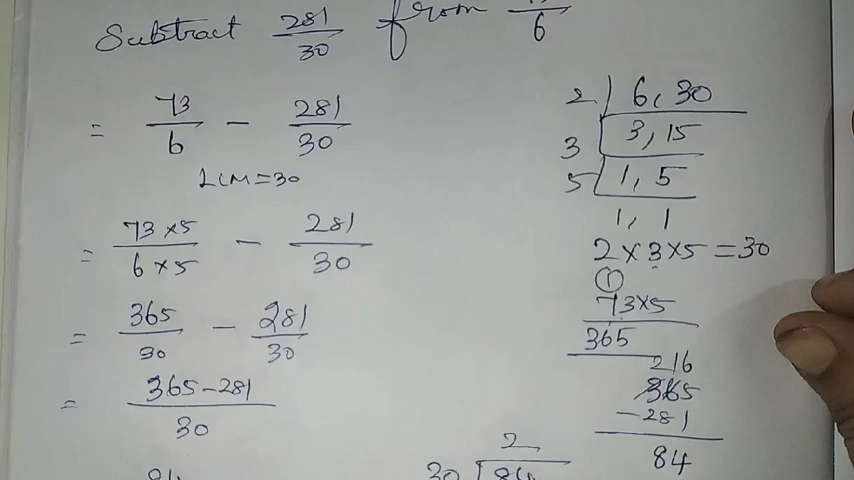 Subtract 281/30 from /6
= 73/6 - 281/30
LCM=30
= 73×5/6×5 - 281/30
= 365/30 - 281/30
= 365-281/30
84
2 | 6, 30
3 | 3, 15
5 | 1, 5
1, 1
2×3×5=30
1
73×5
365
216
365
-281
84
2
30 84